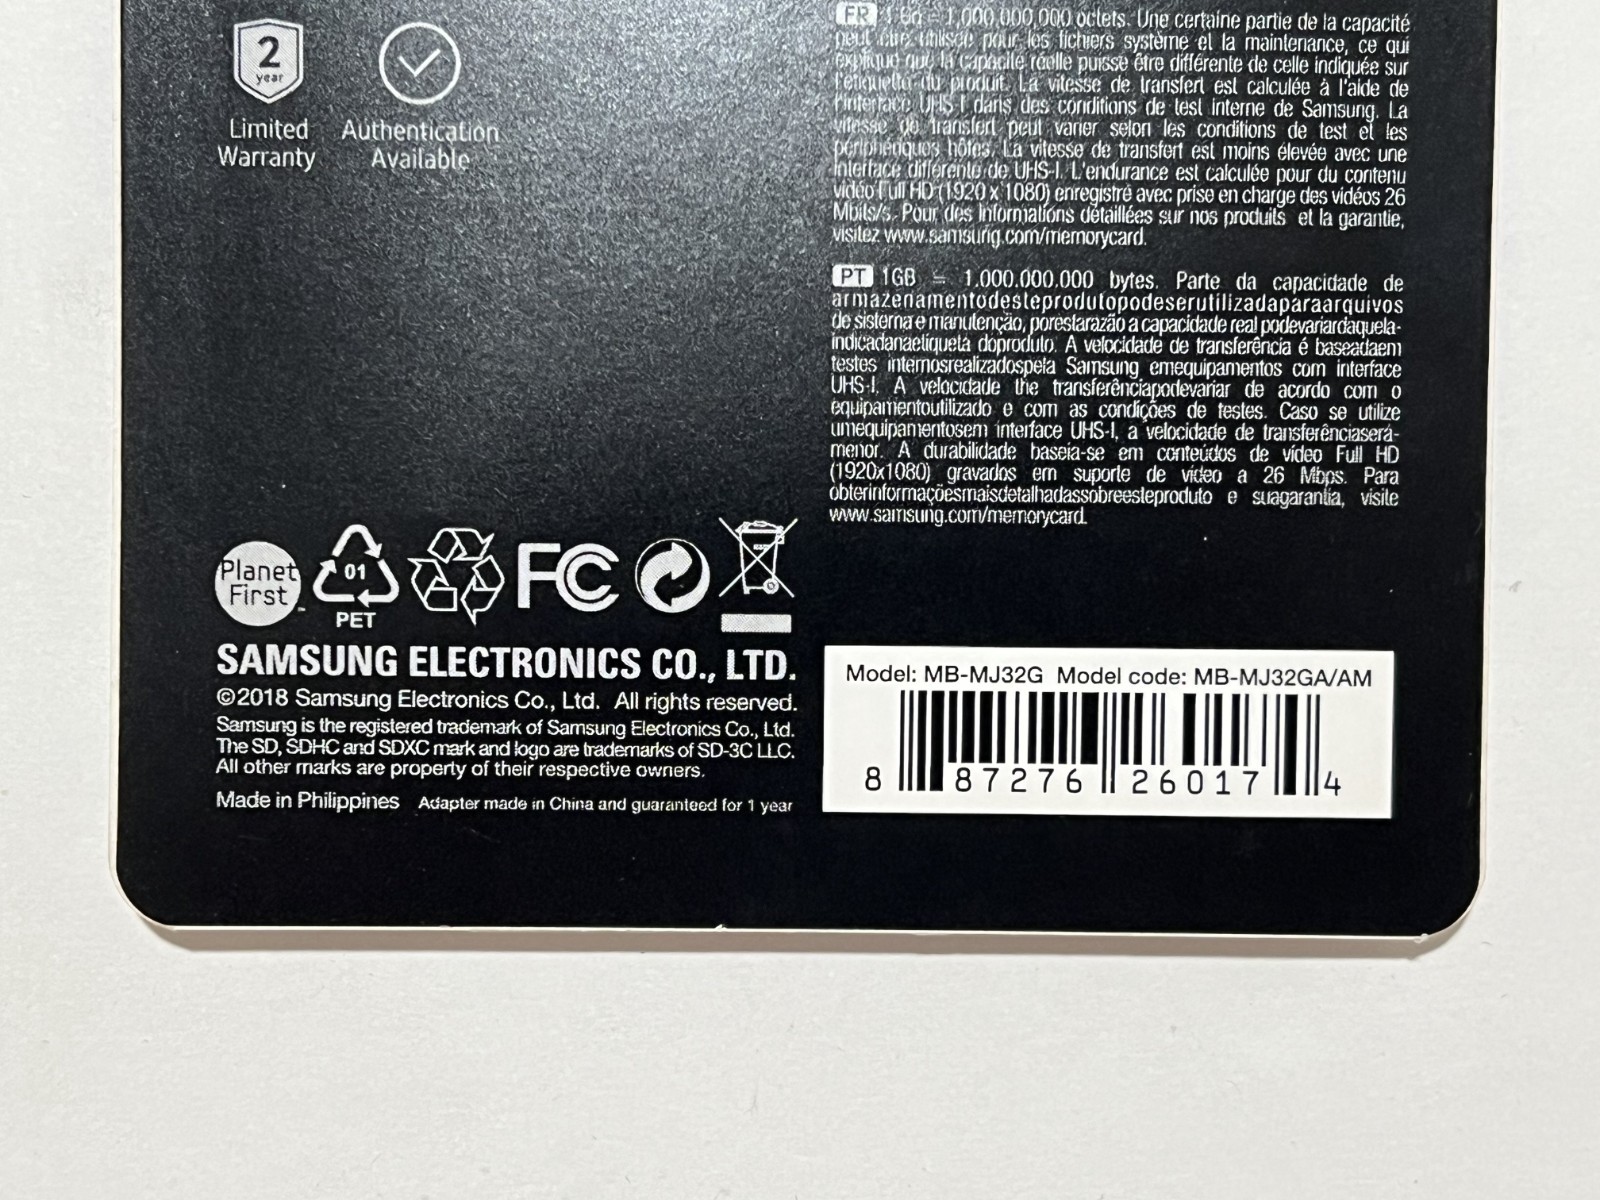 2
year
Limited
Warranty
Authentication
Available
FR 1 Go = 1,000,000,000 octets. Une certaine partie de la capacité
peut être utilisée pour les fichiers système et la maintenance, ce qui
explique que la capacité réelle puisse être différente de celle indiquée sur
l'étiquette du produit. La vitesse de transfert est calculée à l'aide de
l'interface UHS-I dans des conditions de test interne de Samsung. La
vitesse de transfert peut varier selon les conditions de test et les
périphériques hôtes. La vitesse de transfert est moins élevée avec une
interface différente de UHS-I. L'endurance est calculée pour du contenu
vidéo Full HD (1920 x 1080) enregistré avec prise en charge des vidéos 26
Mbits/s. Pour des informations détaillées sur nos produits et la garantie,
visitez www.samsung.com/memorycard.
PT 1GB = 1.000.000.000 bytes. Parte da capacidade de
armazenamentodesteprodutopodeserutilizadaparaarquivos
de sistema e manutenção, porestarazão a capacidade real podevariardaquela-
indicadanaetiqueta doproduto. A velocidade de transferência é baseadaem
testes internosrealizadospela Samsung emequipamentos com interface
UHS-I. A velocidade the transferênciapodevariar de acordo com o
equipamentoutilizado e com as condições de testes. Caso se utilize
umequipamentosem interface UHS-I, a velocidade de transferênciaserá-
menor. A durabilidade baseia-se em conteúdos de vídeo Full HD
(1920x1080) gravados em suporte de vídeo a 26 Mbps. Para
obterinformaçõesmaisdetalhadassobreesteproduto e suagarantia, visite
www.samsung.com/memorycard.
Planet
First™
01
PET
FC
SAMSUNG ELECTRONICS CO., LTD.
©2018 Samsung Electronics Co., Ltd. All rights reserved.
Samsung is the registered trademark of Samsung Electronics Co., Ltd.
The SD, SDHC and SDXC mark and logo are trademarks of SD-3C LLC.
All other marks are property of their respective owners.
Made in Philippines Adapter made in China and guaranteed for 1 year
Model: MB-MJ32G Model code: MB-MJ32GA/AM
8 87276 26017 4